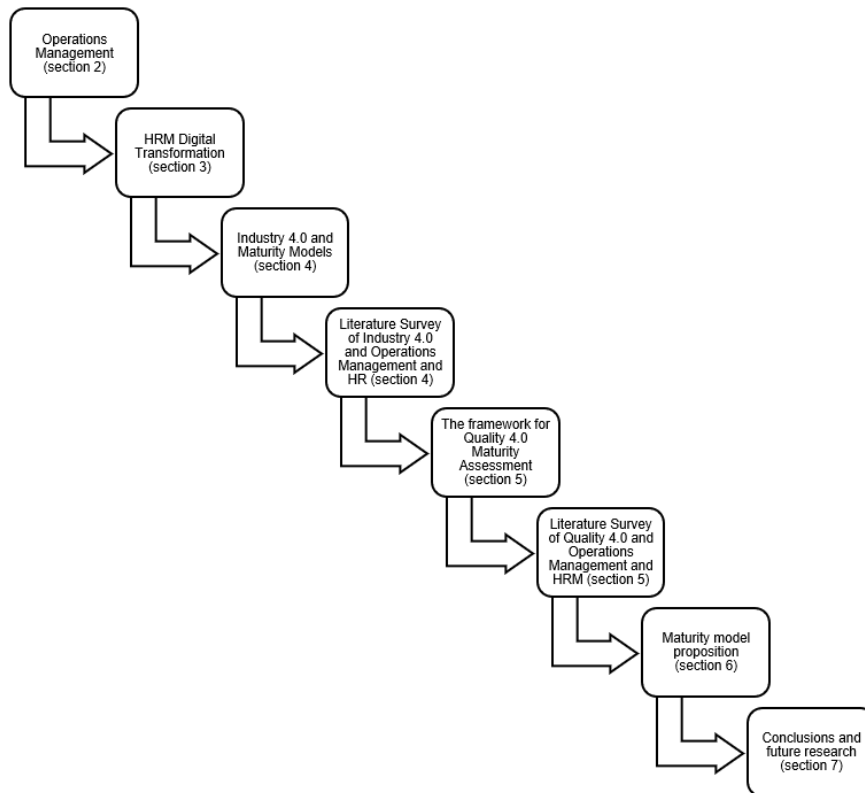 Operations
Management
(section 2)
HRM Digital
Transformation
(section 3)
Industry 4.0 and
Maturity Models
(section 4)
Literature Survey
of Industry 4.0
and Operations
Management and
HR (section 4)
The framework for
Quality 4.0
Maturity
Assessment
(section 5)
Literature Survey
of Quality 4.0 and
Operations
Management and
HRM (section 5)
Maturity model
proposition
(section 6)
Conclusions and
future research
(section 7)